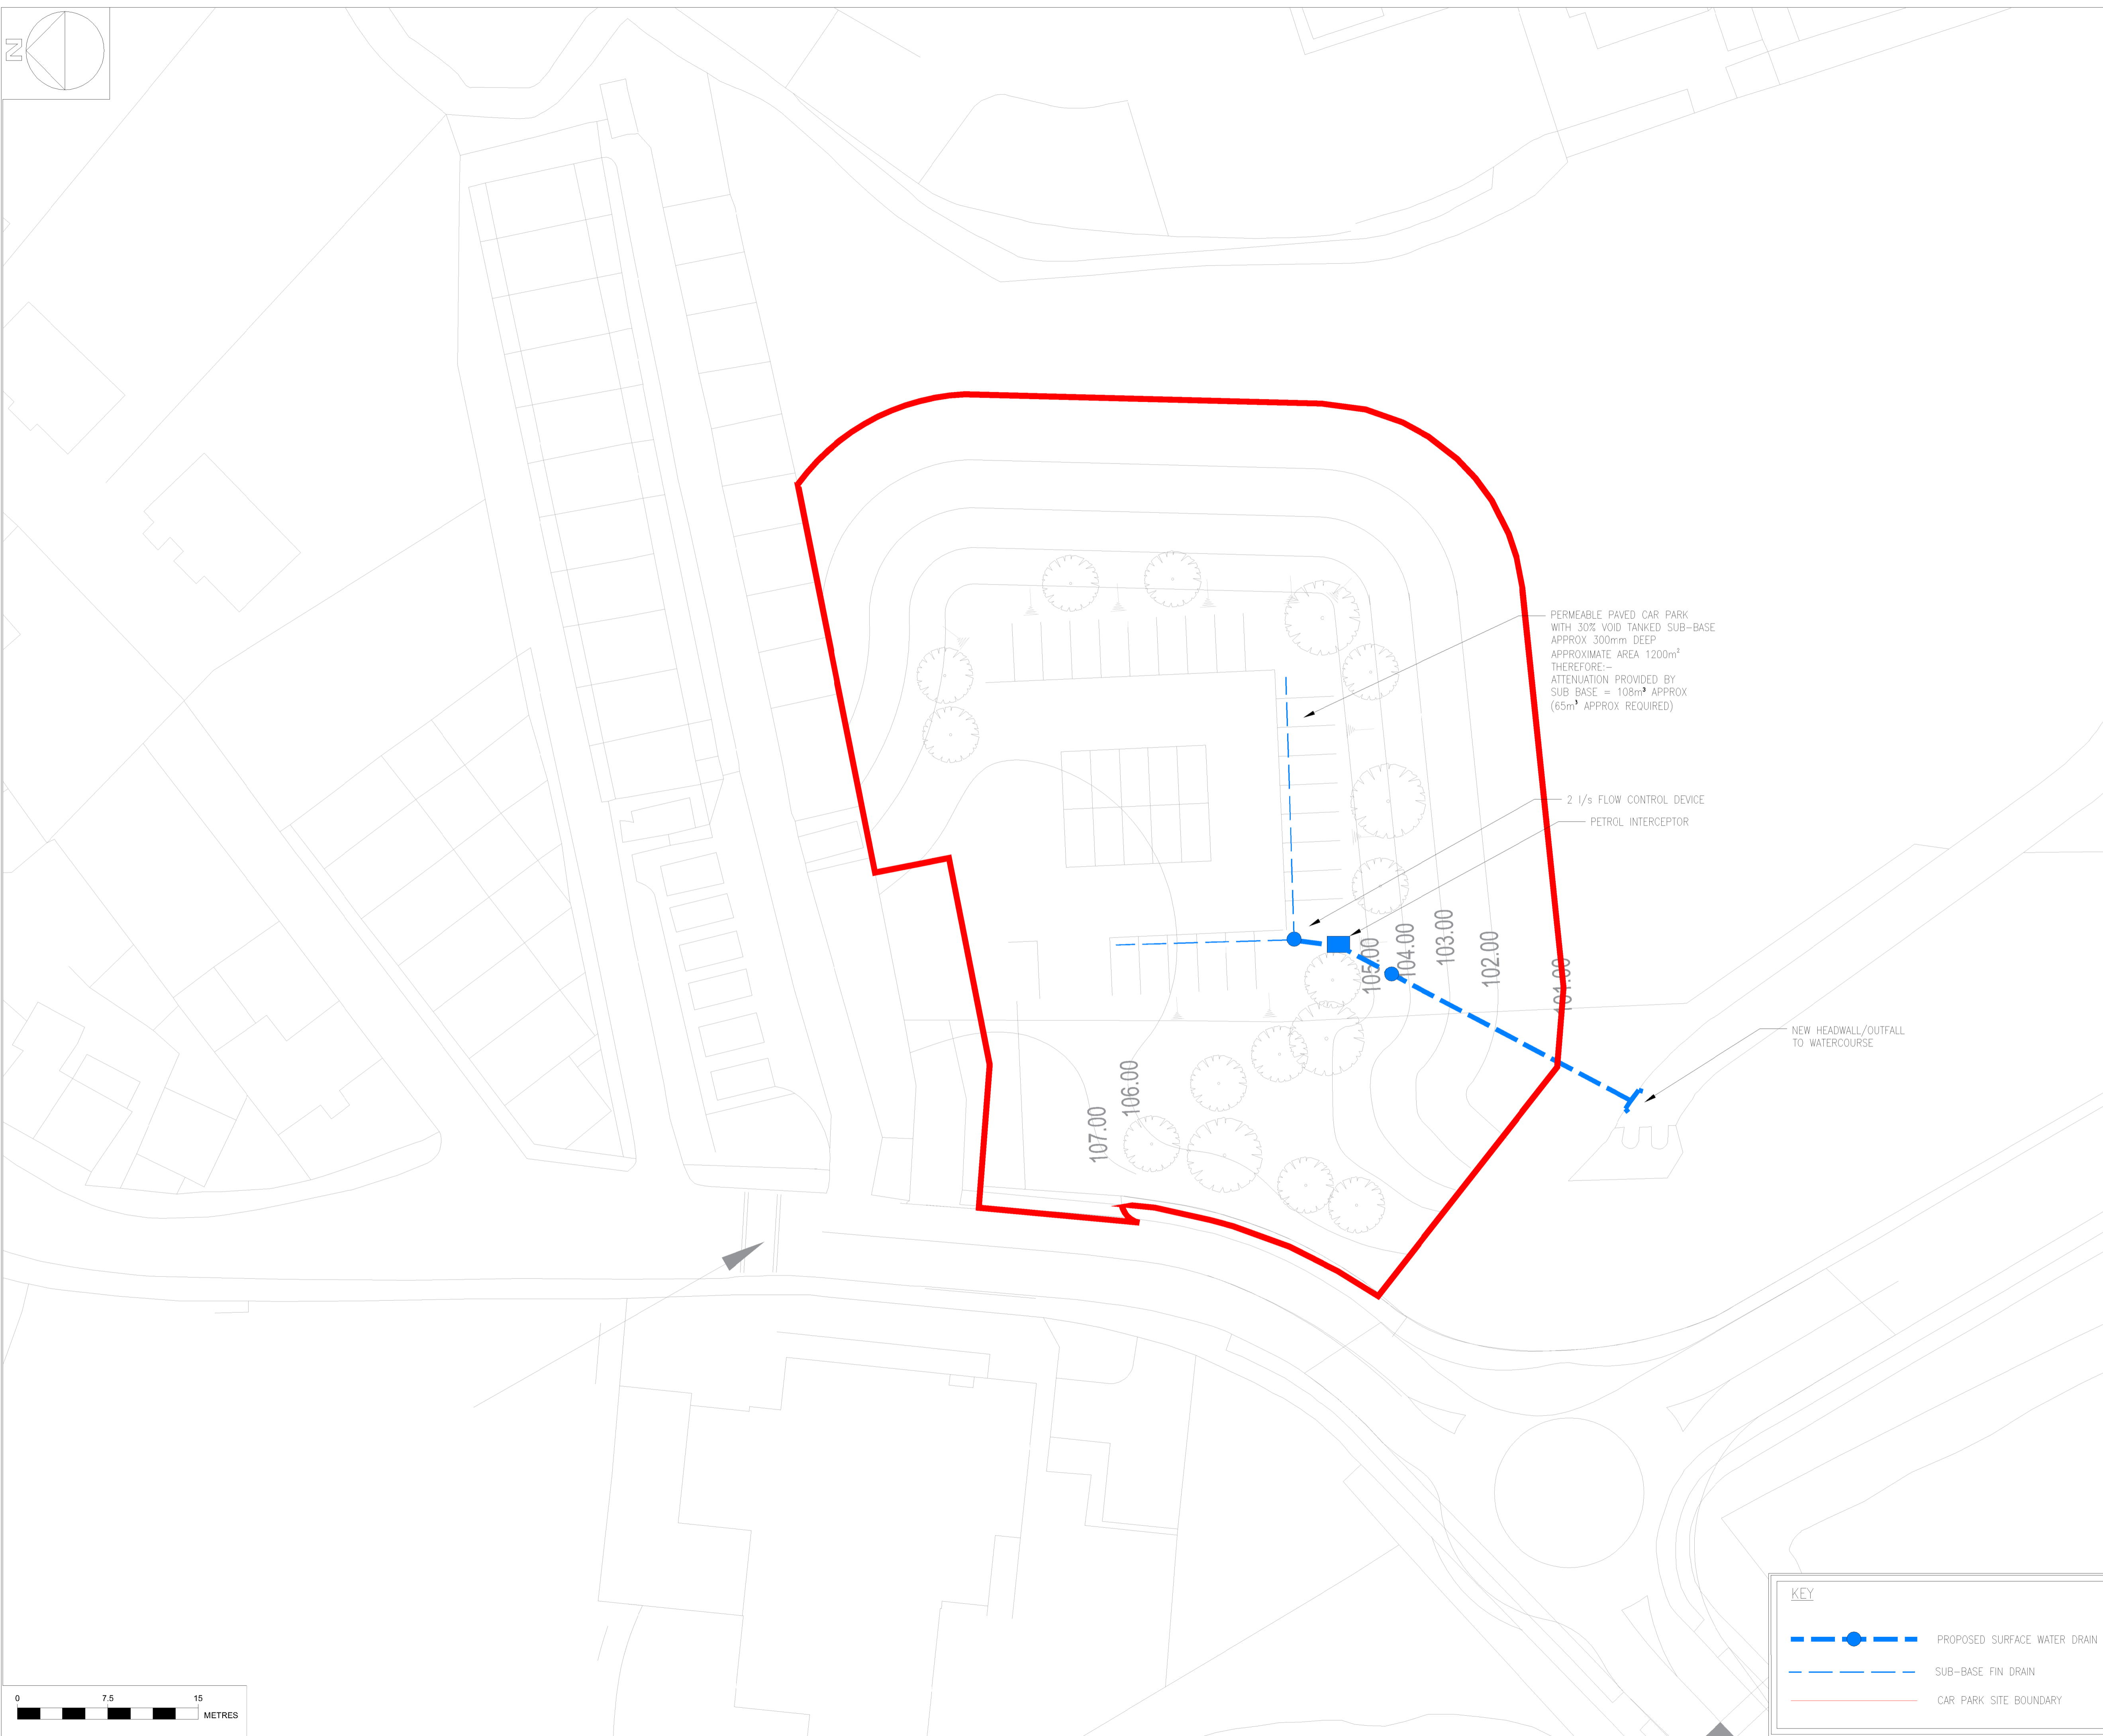 N
PERMEABLE PAVED CAR PARK
WITH 30% VOID TANKED SUB-BASE
APPROX 300mm DEEP
APPROXIMATE AREA 1200m²
THEREFORE:-
ATTENUATION PROVIDED BY
SUB BASE = 108m³ APPROX
(65m³ APPROX REQUIRED)
2 l/s FLOW CONTROL DEVICE
PETROL INTERCEPTOR
105.00
104.00
103.00
102.00
101.00
NEW HEADWALL/OUTFALL
TO WATERCOURSE
107.00
106.00
KEY
PROPOSED SURFACE WATER DRAIN
SUB-BASE FIN DRAIN
CAR PARK SITE BOUNDARY
0 7.5 15
METRES